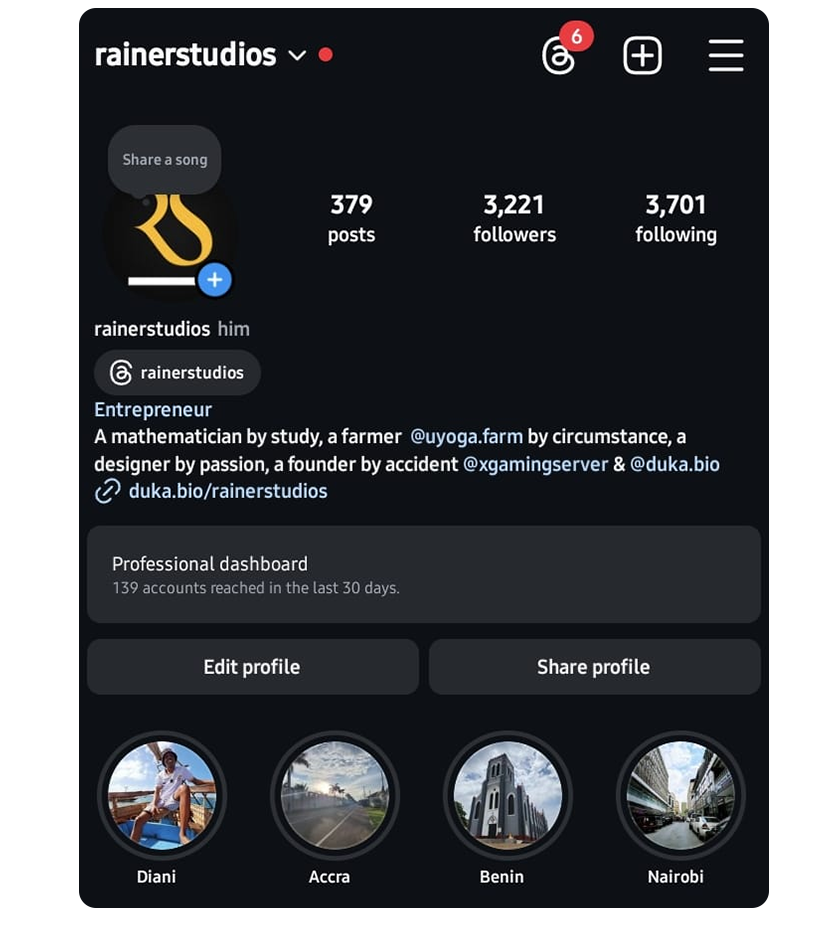 rainerstudios
6
Share a song
379
posts
3,221
followers
3,701
following
rainerstudios him
rainerstudios
Entrepreneur
A mathematician by study, a farmer @uyoga.farm by circumstance, a
designer by passion, a founder by accident @xgamingserver & @duka.bio
duka.bio/rainerstudios
Professional dashboard
139 accounts reached in the last 30 days.
Edit profile
Share profile
Diani
Accra
Benin
Nairobi